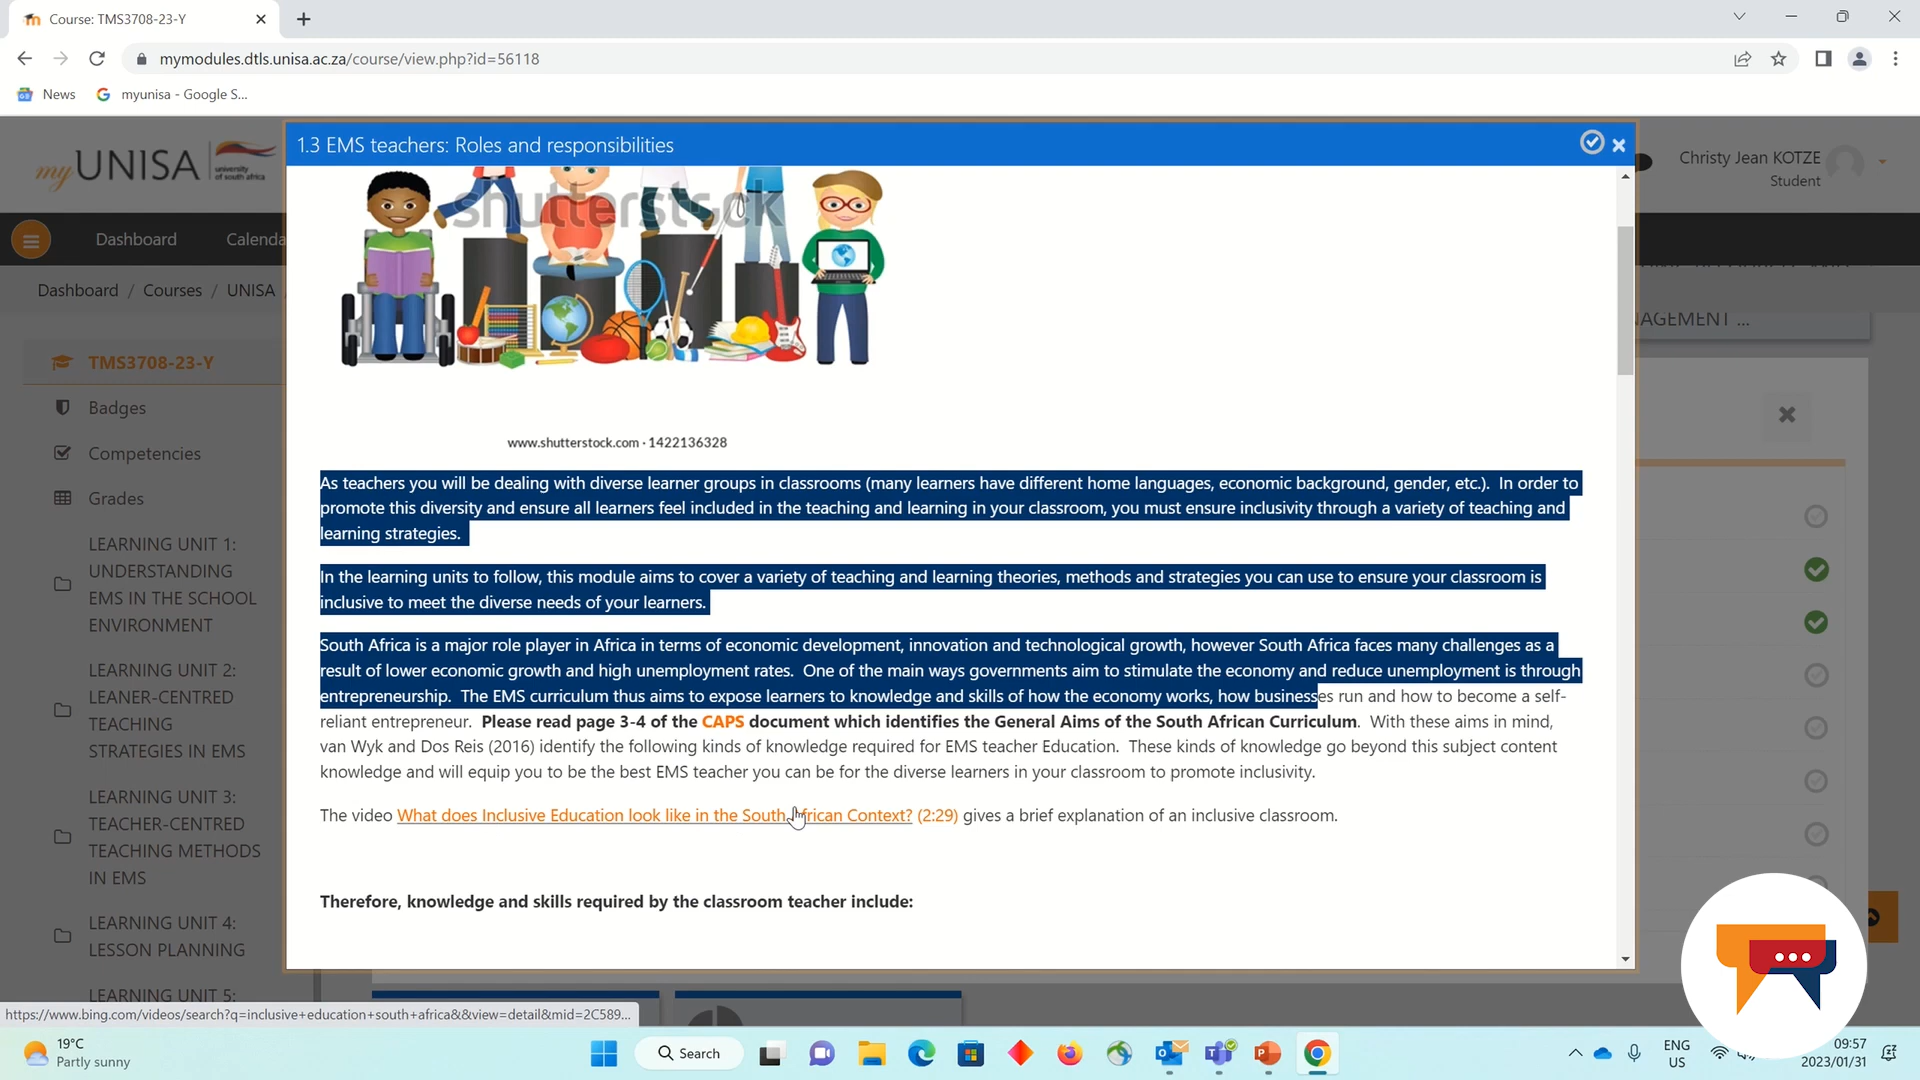 Course: TMS3708-23-Y
mymodules.dtls.unisa.ac.za/course/view.php?id=56118
News
myunisa - Google S...
1.3 EMS teachers: Roles and responsibilities
my UNISA
university
of south africa
Christy Jean KOTZE
Student
Dashboard
Calenda
Dashboard / Courses / UNISA
AGEMENT ...
TMS3708-23-Y
Badges
Competencies
Grades
LEARNING UNIT 1:
UNDERSTANDING
EMS IN THE SCHOOL
ENVIRONMENT
LEARNING UNIT 2:
LEANER-CENTRED
TEACHING
STRATEGIES IN EMS
LEARNING UNIT 3:
TEACHER-CENTRED
TEACHING METHODS
IN EMS
LEARNING UNIT 4:
LESSON PLANNING
LEARNING UNIT 5:
shutterstock
www.shutterstock.com · 1422136328
As teachers you will be dealing with diverse learner groups in classrooms (many learners have different home languages, economic background, gender, etc.). In order to
promote this diversity and ensure all learners feel included in the teaching and learning in your classroom, you must ensure inclusivity through a variety of teaching and
learning strategies.
In the learning units to follow, this module aims to cover a variety of teaching and learning theories, methods and strategies you can use to ensure your classroom is
inclusive to meet the diverse needs of your learners.
South Africa is a major role player in Africa in terms of economic development, innovation and technological growth, however South Africa faces many challenges as a
result of lower economic growth and high unemployment rates. One of the main ways governments aim to stimulate the economy and reduce unemployment is through
entrepreneurship. The EMS curriculum thus aims to expose learners to knowledge and skills of how the economy works, how businesses run and how to become a self-
reliant entrepreneur. Please read page 3-4 of the CAPS document which identifies the General Aims of the South African Curriculum. With these aims in mind,
van Wyk and Dos Reis (2016) identify the following kinds of knowledge required for EMS teacher Education. These kinds of knowledge go beyond this subject content
knowledge and will equip you to be the best EMS teacher you can be for the diverse learners in your classroom to promote inclusivity.
The video What does Inclusive Education look like in the South African Context? (2:29) gives a brief explanation of an inclusive classroom.
Therefore, knowledge and skills required by the classroom teacher include:
https://www.bing.com/videos/search?q=inclusive+education+south+africa&&view=detail&mid=2C589...
19°C
Partly sunny
Search
ENG
US
09:57
2023/01/31